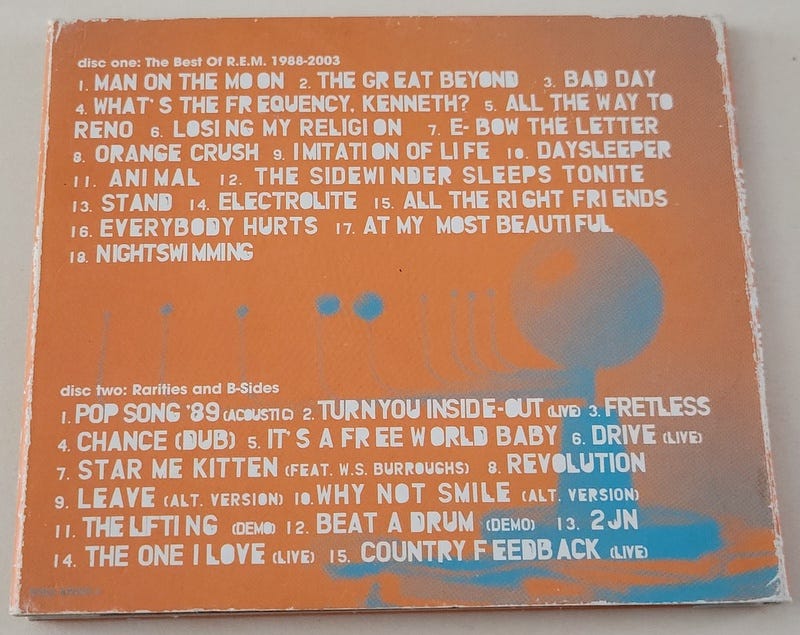 disc one: The Best Of R.E.M. 1988-2003
1. MAN ON THE MOON 2. THE GREAT BEYOND 3. BAD DAY
4. WHAT'S THE FREQUENCY, KENNETH? 5. ALL THE WAY TO
RENO 6. LOSING MY RELIGION 7. E-BOW THE LETTER
8. ORANGE CRUSH 9. IMITATION OF LIFE 10. DAYSLEEPER
11. ANIMAL 12. THE SIDEWINDER SLEEPS TONITE
13. STAND 14. ELECTROLITE 15. ALL THE RIGHT FRIENDS
16. EVERYBODY HURTS 17. AT MY MOST BEAUTIFUL
18. NIGHTSWIMMING
disc two: Rarities and B-Sides
1. POP SONG '89 (ACOUSTIC) 2. TURN YOU INSIDE-OUT (LIVE) 3. FRETLESS
4. CHANCE (DUB) 5. IT'S A FREE WORLD BABY 6. DRIVE (LIVE)
7. STAR ME KITTEN (FEAT. W.S. BURROUGHS) 8. REVOLUTION
9. LEAVE (ALT. VERSION) 10. WHY NOT SMILE (ALT. VERSION)
11. THE LIFTING (DEMO) 12. BEAT A DRUM (DEMO) 13. 2JN
14. THE ONE I LOVE (LIVE) 15. COUNTRY FEEDBACK (LIVE)